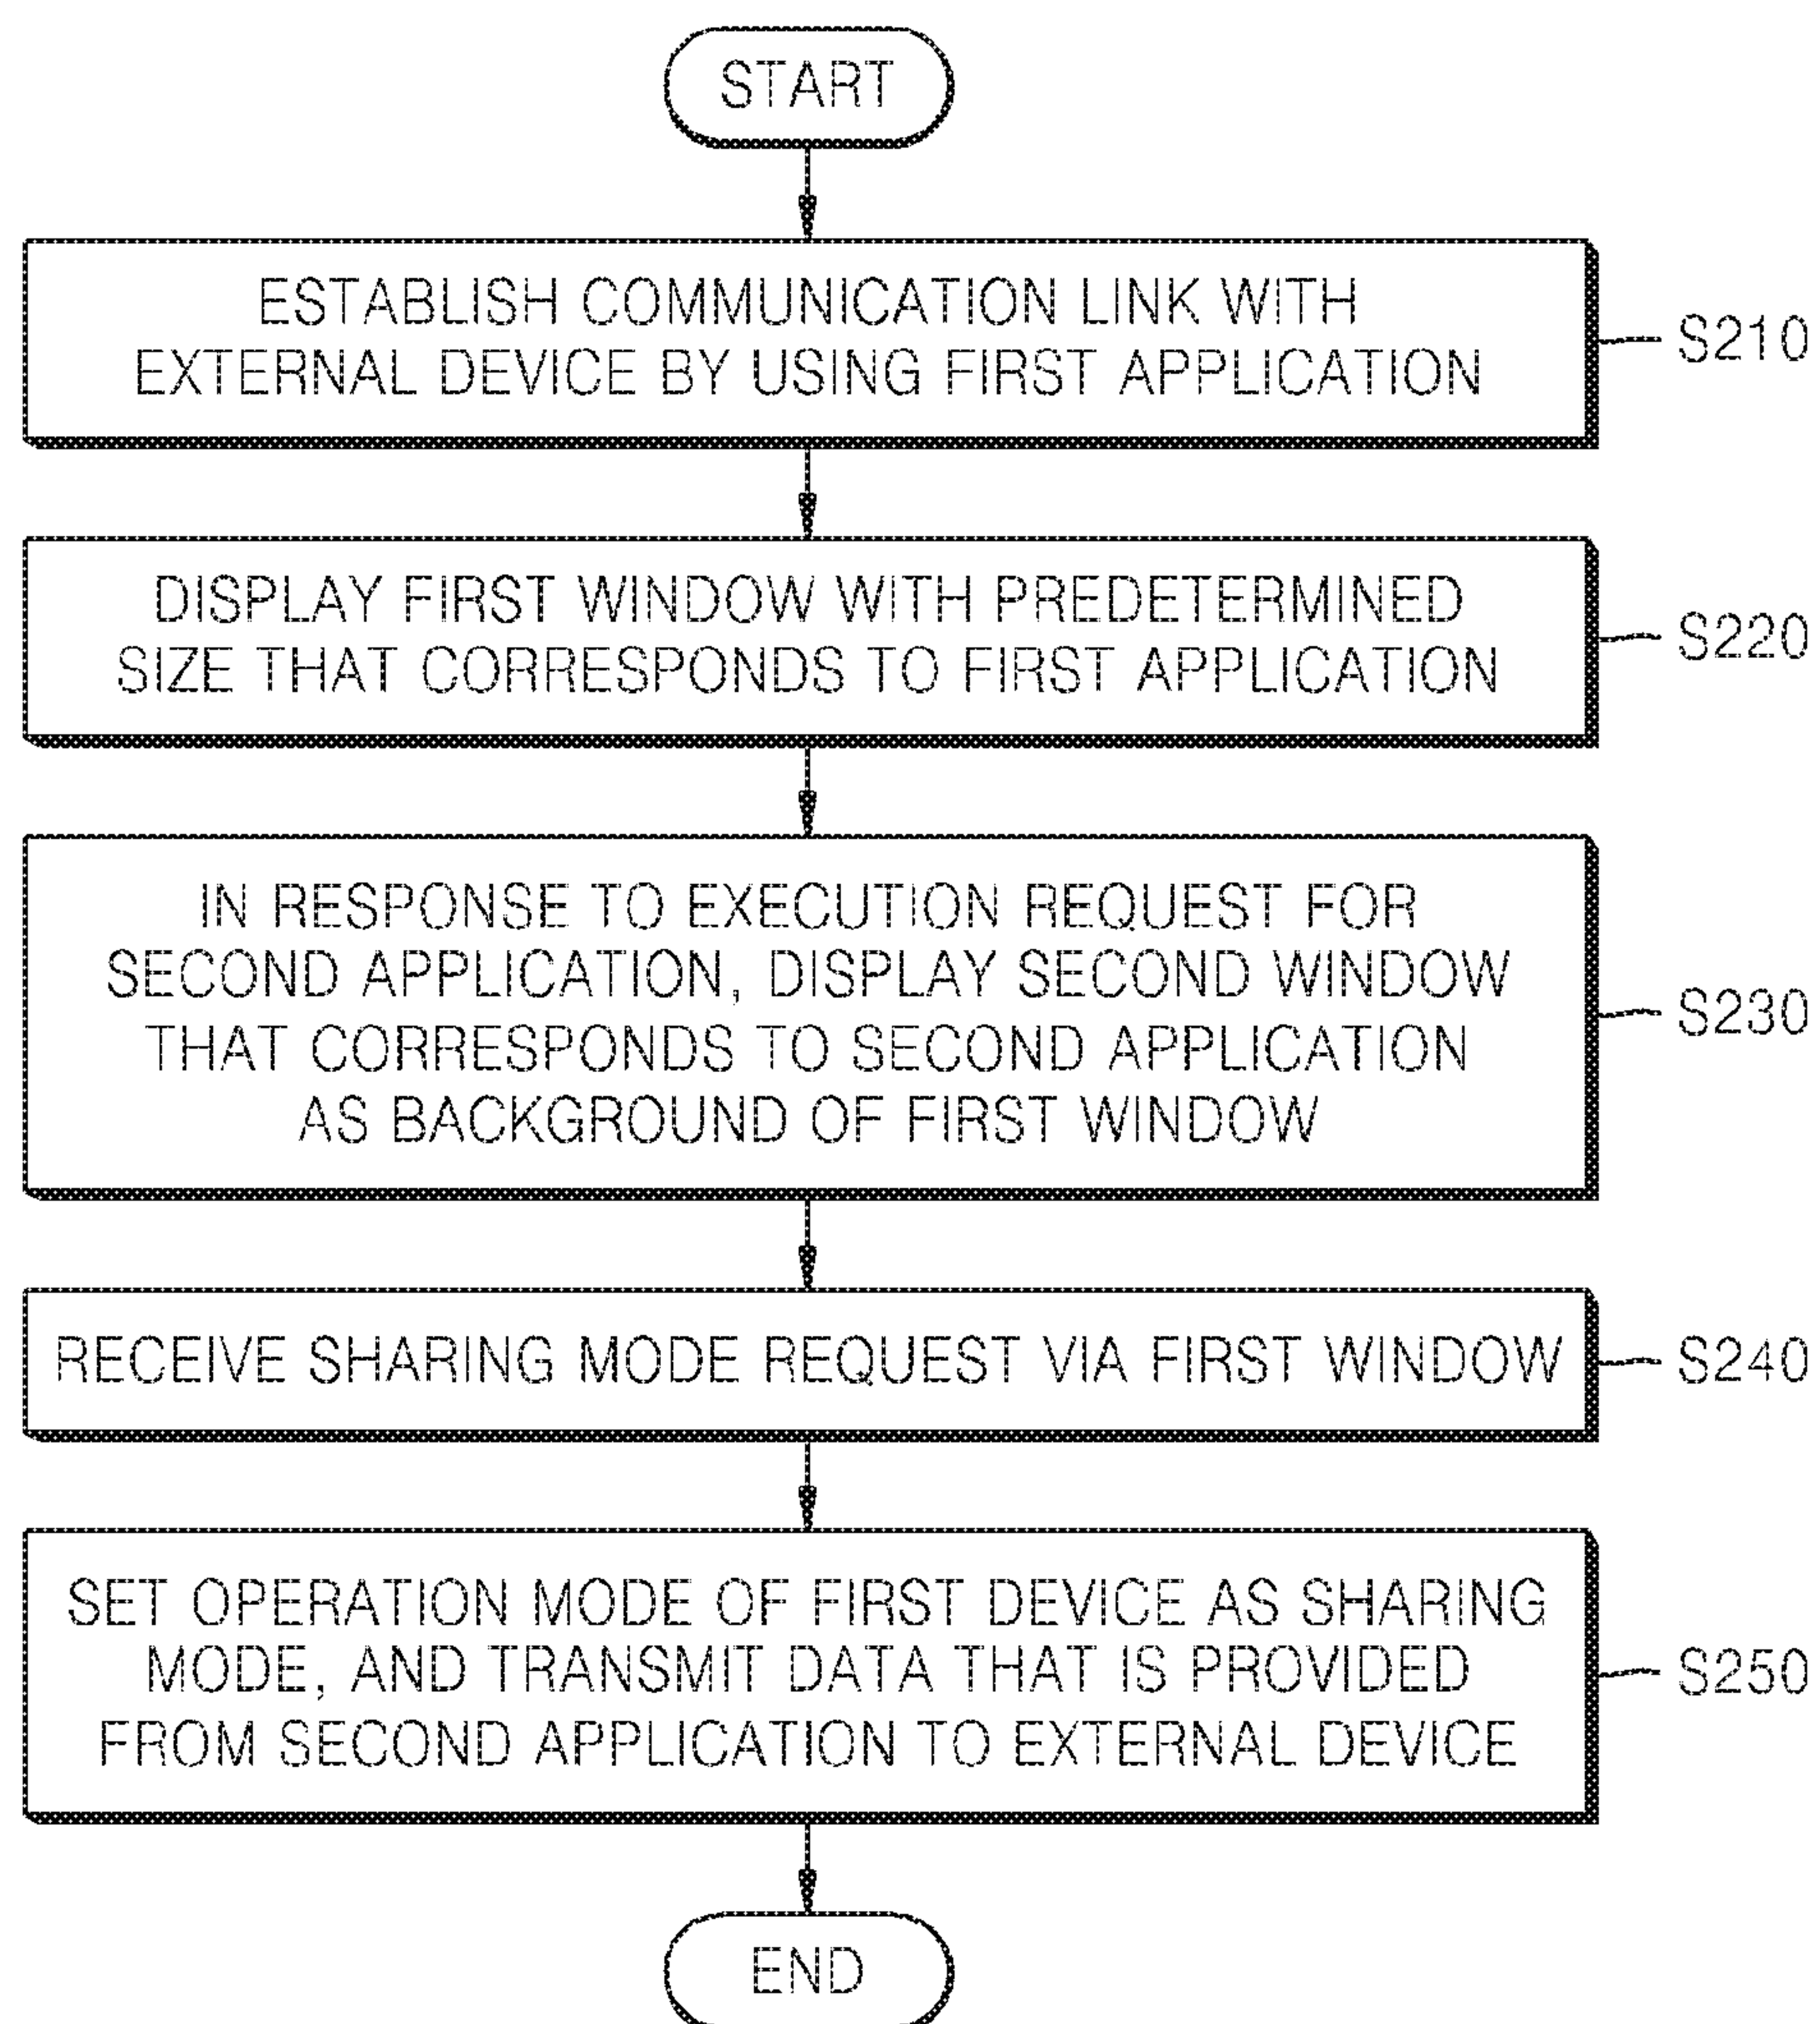 START
ESTABLISH COMMUNICATION LINK WITH
EXTERNAL DEVICE BY USING FIRST APPLICATION
S210
DISPLAY FIRST WINDOW WITH PREDETERMINED
SIZE THAT CORRESPONDS TO FIRST APPLICATION
S220
IN RESPONSE TO EXECUTION REQUEST FOR
SECOND APPLICATION, DISPLAY SECOND WINDOW
THAT CORRESPONDS TO SECOND APPLICATION
AS BACKGROUND OF FIRST WINDOW
S230
RECEIVE SHARING MODE REQUEST VIA FIRST WINDOW
S240
SET OPERATION MODE OF FIRST DEVICE AS SHARING
MODE, AND TRANSMIT DATA THAT IS PROVIDED
FROM SECOND APPLICATION TO EXTERNAL DEVICE
S250
END